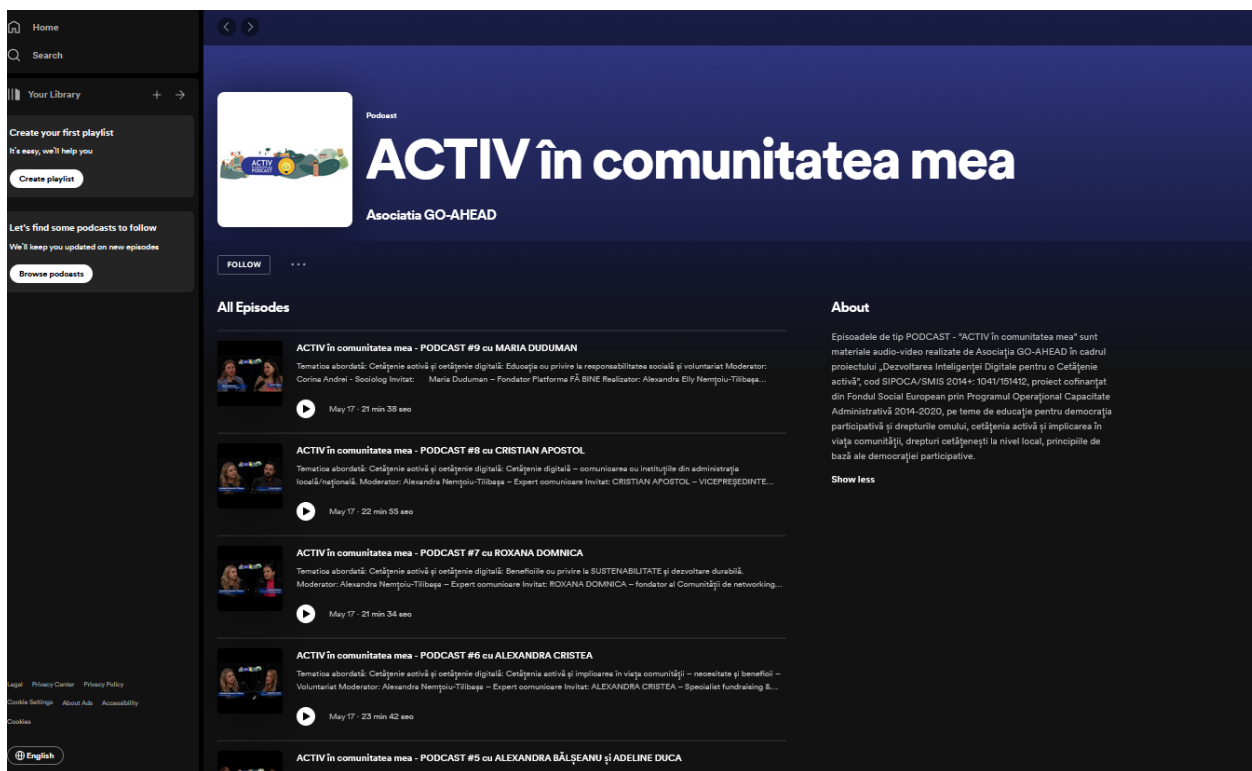 Home
Search
Your Library
Create your first playlist
It's easy, we'll help you
Create playlist
Let's find some podcasts to follow
We'll keep you updated on new episodes
Browse podcasts
Legal Privacy Center Privacy Policy
Cookie Settings About Ads Accessibility
Cookies
English
ACTIV
PODCAST
Podcast
ACTIV în comunitatea mea
Asociatia GO-AHEAD
FOLLOW
All Episodes
ACTIV în comunitatea mea - PODCAST #9 cu MARIA DUDUMAN
Tematica abordată: Cetățenie activă și cetățenie digitală: Educația cu privire la responsabilitatea socială și voluntariat Moderator:
Corina Andrei - Sociolog Invitat: Maria Duduman – Fondator Platforma FĂ BINE Realizator: Alexandra Elly Nemțoiu-Tilibașa...
May 17 · 21 min 38 sec
ACTIV în comunitatea mea - PODCAST #8 cu CRISTIAN APOSTOL
Tematica abordată: Cetățenie activă și cetățenie digitală: Cetățenie digitală – comunicarea cu instituțiile din administrația
locală/națională. Moderator: Alexandra Nemțoiu-Tilibașa – Expert comunicare Invitat: CRISTIAN APOSTOL – VICEPREȘEDINTE...
May 17 · 22 min 55 sec
ACTIV în comunitatea mea - PODCAST #7 cu ROXANA DOMNICA
Tematica abordată: Cetățenie activă și cetățenie digitală: Beneficiile cu privire la SUSTENABILITATE și dezvoltare durabilă.
Moderator: Alexandra Nemțoiu-Tilibașa – Expert comunicare Invitat: ROXANA DOMNICA – fondator al Comunității de networking...
May 17 · 21 min 34 sec
ACTIV în comunitatea mea - PODCAST #6 cu ALEXANDRA CRISTEA
Tematica abordată: Cetățenie activă și cetățenie digitală: Cetățenia activă și implicarea în viața comunității – necesitate și beneficii –
Voluntariat Moderator: Alexandra Nemțoiu-Tilibașa – Expert comunicare Invitat: ALEXANDRA CRISTEA – Specialist fundraising &...
May 17 · 23 min 42 sec
ACTIV în comunitatea mea - PODCAST #5 cu ALEXANDRA BĂLȘEANU și ADELINE DUCA
About
Episoadele de tip PODCAST - "ACTIV în comunitatea mea" sunt
materiale audio-video realizate de Asociația GO-AHEAD în cadrul
proiectului „Dezvoltarea Inteligenței Digitale pentru o Cetățenie
activă", cod SIPOCA/SMIS 2014+: 1041/151412, proiect cofinanțat
din Fondul Social European prin Programul Operațional Capacitate
Administrativă 2014-2020, pe teme de educație pentru democrația
participativă și drepturile omului, cetățenia activă și implicarea în
viața comunității, drepturi cetățenești la nivel local, principiile de
bază ale democrației participative.
Show less